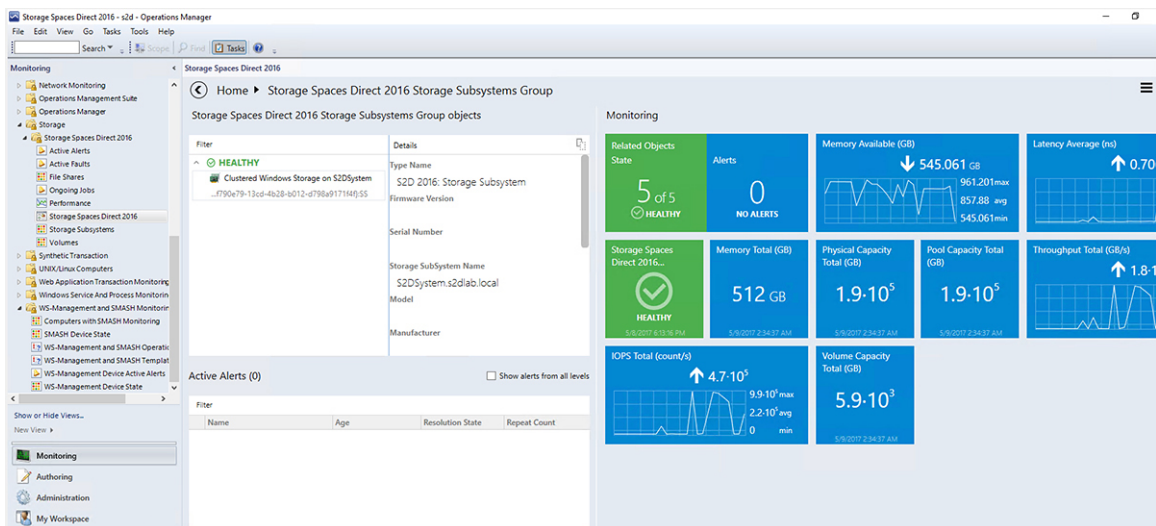 Storage Spaces Direct 2016 - s2d - Operations Manager
File Edit View Go Tasks Tools Help
Search Scope Find Tasks
Monitoring
Network Monitoring
Operations Management Suite
Operations Manager
Storage
Storage Spaces Direct 2016
Active Alerts
Active Faults
File Shares
Ongoing Jobs
Performance
Storage Spaces Direct 2016
Storage Subsystems
Volumes
Synthetic Transaction
UNIX/Linux Computers
Web Application Transaction Monitoring
Windows Service And Process Monitorin
WS-Management and SMASH Monitorin
Computers with SMASH Monitoring
SMASH Device State
WS-Management and SMASH Operatic
WS-Management and SMASH Templat
WS-Management Device Active Alerts
WS-Management Device State
Show or Hide Views...
New View
Monitoring
Authoring
Administration
My Workspace
Storage Spaces Direct 2016
Home Storage Spaces Direct 2016 Storage Subsystems Group
Storage Spaces Direct 2016 Storage Subsystems Group objects
Filter
HEALTHY
Clustered Windows Storage on S2DSystem
...f790e79-13cd-4b28-b012-d798a9171f4f):SS
Details
Type Name
S2D 2016: Storage Subsystem
Firmware Version
Serial Number
Storage SubSystem Name
S2DSystem.s2dlab.local
Model
Manufacturer
Active Alerts (0)
Show alerts from all levels
Filter
Name Age Resolution State Repeat Count
Monitoring
Related Objects
State
5 of 5
HEALTHY
Alerts
0
NO ALERTS
Memory Available (GB)
545.061 GB
961.201max
857.88 avg
545.061min
Latency Average (ns)
0.70
Storage Spaces
Direct 2016...
HEALTHY
5/8/2017 6:13:16 PM
Memory Total (GB)
512 GB
5/9/2017 2:34:37 AM
Physical Capacity
Total (GB)
1.9·10⁵
5/9/2017 2:34:37 AM
Pool Capacity Total
(GB)
1.9·10⁵
5/9/2017 2:34:37 AM
Throughput Total (GB/s)
1.8·1
IOPS Total (count/s)
4.7·10⁵
9.9·10⁵ max
2.2·10⁵ avg
0 min
Volume Capacity
Total (GB)
5.9·10³
5/9/2017 2:34:37 AM